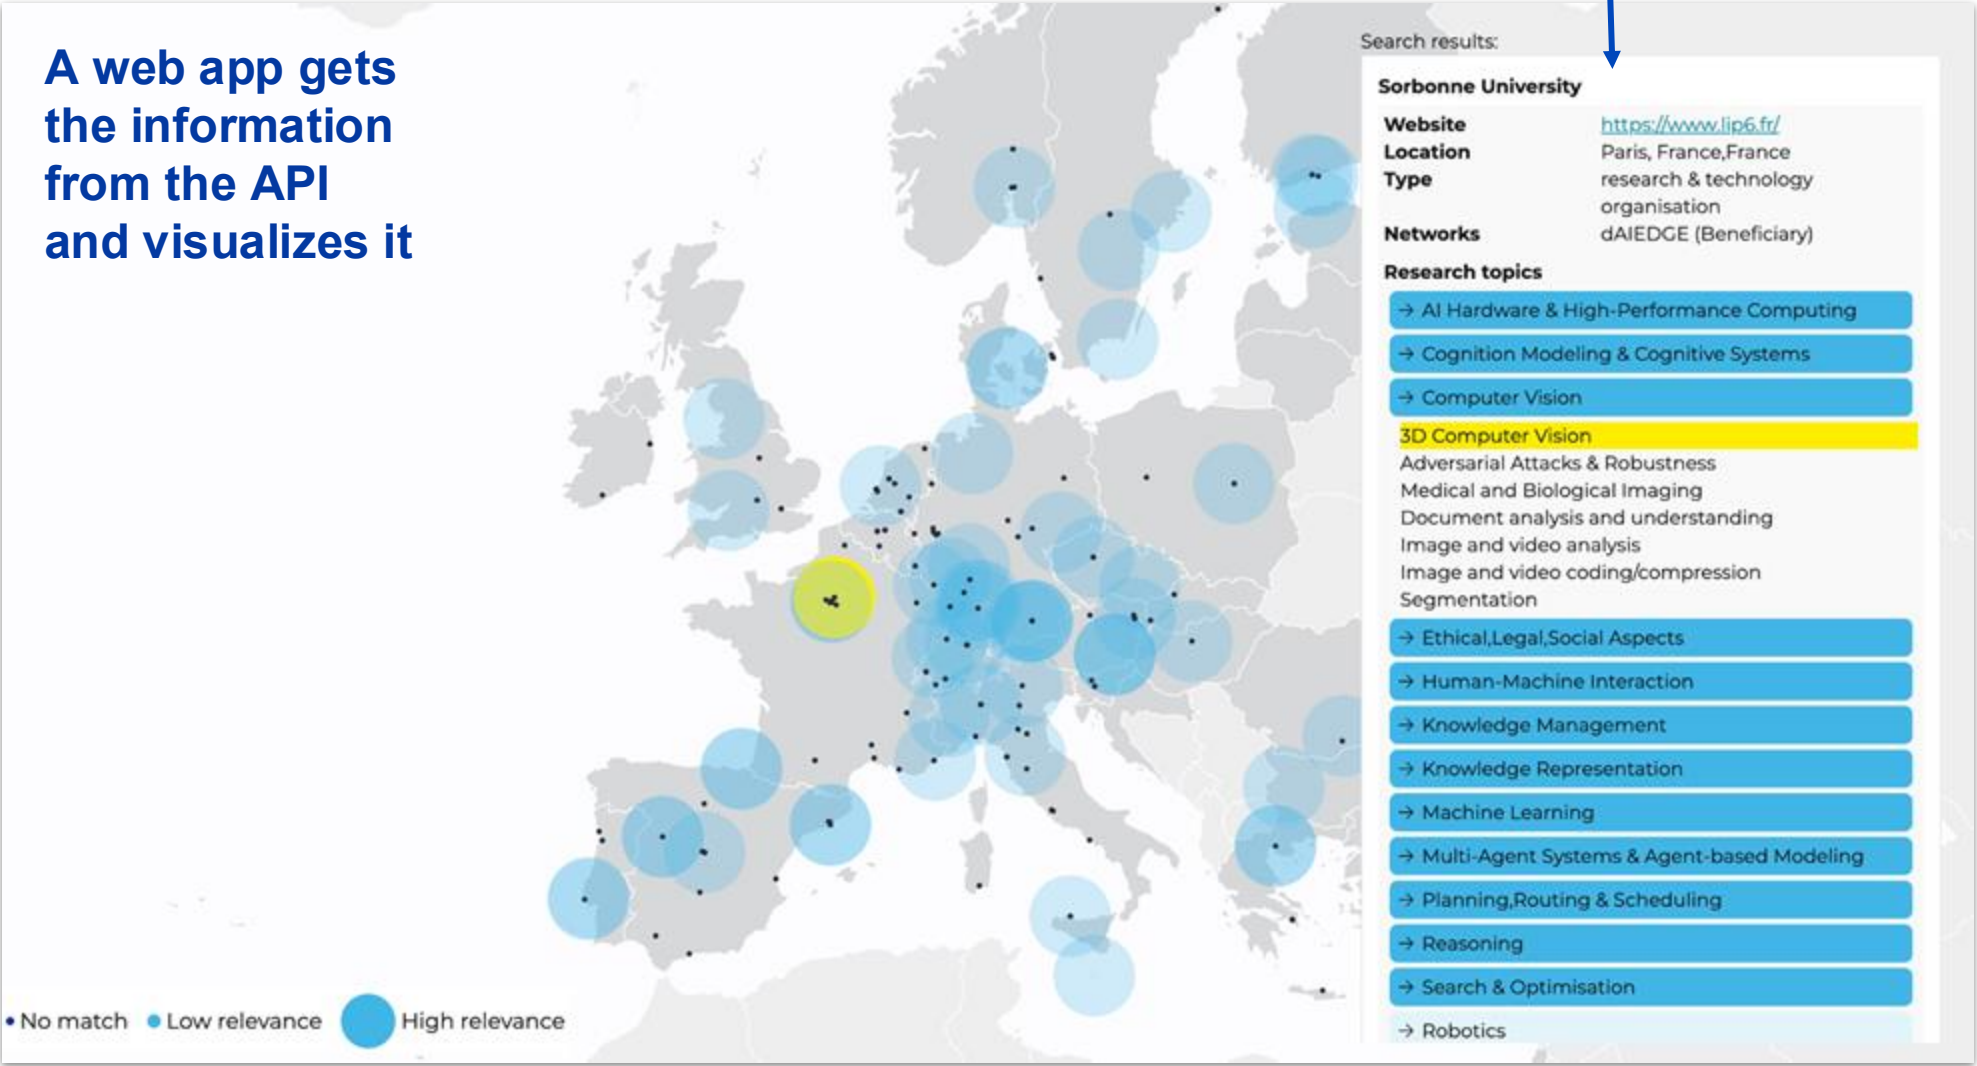 A web app gets
the information
from the API
and visualizes it
Search results:
Sorbonne University
Website https://www.lip6.fr/
Location Paris, France,France
Type research & technology
organisation
Networks dAIEDGE (Beneficiary)
Research topics
→ AI Hardware & High-Performance Computing
→ Cognition Modeling & Cognitive Systems
→ Computer Vision
3D Computer Vision
Adversarial Attacks & Robustness
Medical and Biological Imaging
Document analysis and understanding
Image and video analysis
Image and video coding/compression
Segmentation
→ Ethical,Legal,Social Aspects
→ Human-Machine Interaction
→ Knowledge Management
→ Knowledge Representation
→ Machine Learning
→ Multi-Agent Systems & Agent-based Modeling
→ Planning,Routing & Scheduling
→ Reasoning
→ Search & Optimisation
→ Robotics
No match Low relevance High relevance